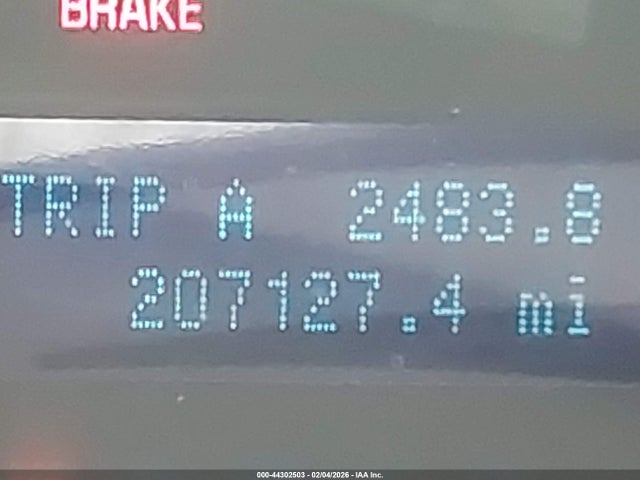 BRAKE
TRIP A 2483.8
207127.4 mi
000-44302503 - 02/04/2026 - IAA Inc.